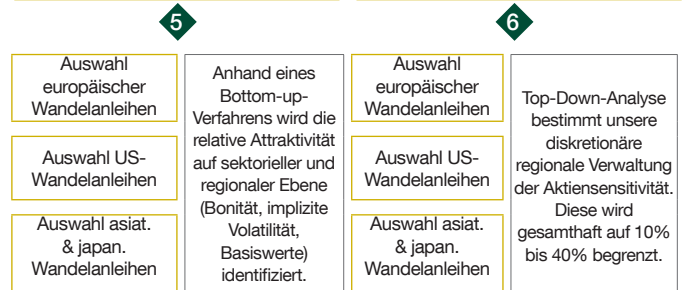 5
Auswahl
europäischer
Wandelanleihen
Auswahl US-
Wandelanleihen
Auswahl asiat.
& japan.
Wandelanleihen
Anhand eines
Bottom-up-
Verfahrens wird die
relative Attraktivität
auf sektorieller und
regionaler Ebene
(Bonität, implizite
Volatilität,
Basiswerte)
identifiziert.
6
Auswahl
europäischer
Wandelanleihen
Auswahl US-
Wandelanleihen
Auswahl asiat.
& japan.
Wandelanleihen
Top-Down-Analyse
bestimmt unsere
diskretionäre
regionale Verwaltung
der Aktiensensitivität.
Diese wird
gesamthaft auf 10%
bis 40% begrenzt.